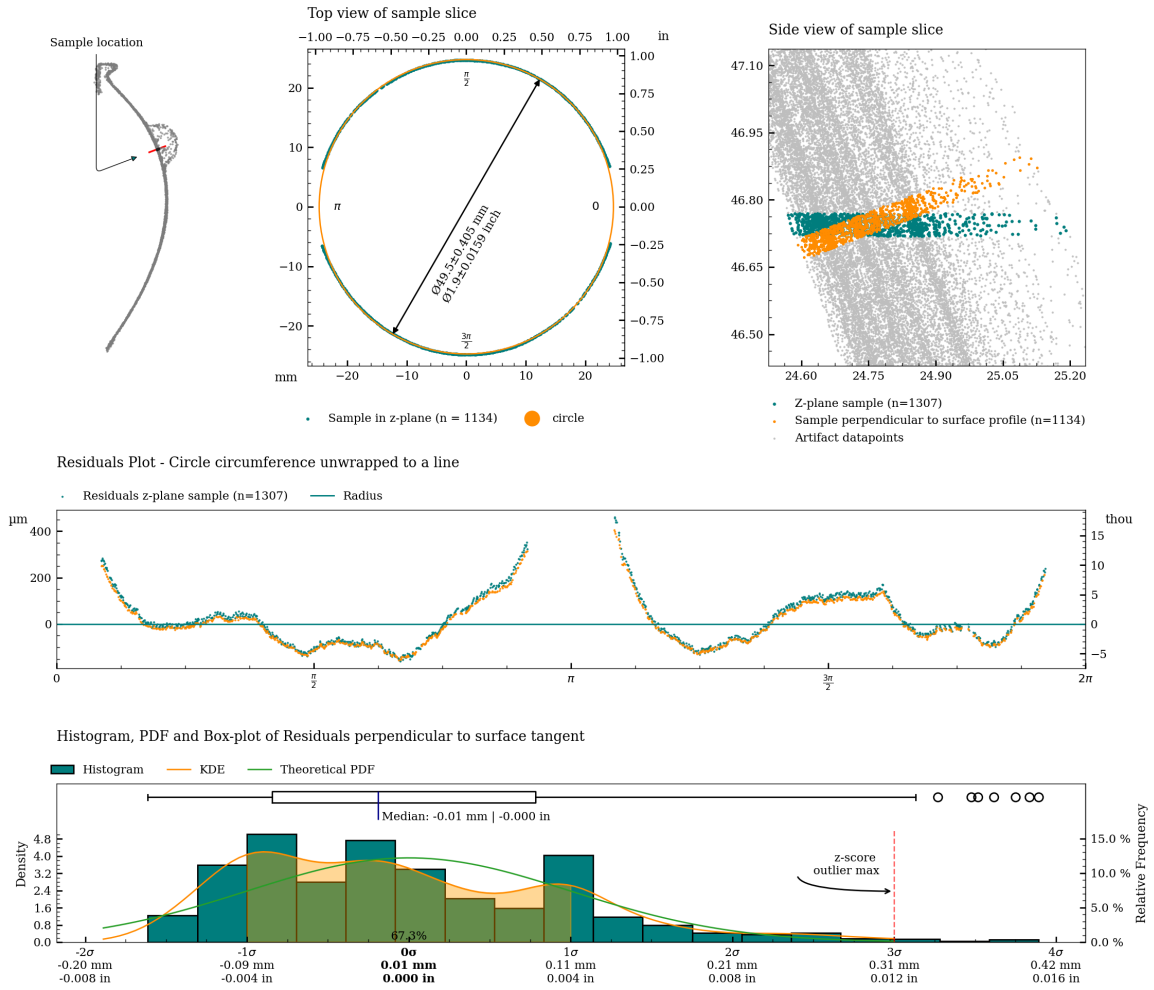 Sample location
Top view of sample slice
−1.00 −0.75 −0.50 −0.25 0.00 0.25 0.50 0.75 1.00 in
20
10
0
−10
−20
1.00
0.75
0.50
0.25
0.00
−0.25
−0.50
−0.75
−1.00
π/2
π
0
3π/2
Ø49.5±0.405 mm
Ø1.9±0.0159 inch
mm −20 −10 0 10 20
Sample in z-plane (n = 1134) circle
Side view of sample slice
47.10
46.95
46.80
46.65
46.50
24.60 24.75 24.90 25.05 25.20
Z-plane sample (n=1307)
Sample perpendicular to surface profile (n=1134)
Artifact datapoints
Residuals Plot - Circle circumference unwrapped to a line
Residuals z-plane sample (n=1307) Radius
µm
400
200
0
thou
15
10
5
0
−5
0 π/2 π 3π/2 2π
Histogram, PDF and Box-plot of Residuals perpendicular to surface tangent
Histogram KDE Theoretical PDF
Median: -0.01 mm | -0.000 in
Density
4.8
4.0
3.2
2.4
1.6
0.8
0.0
z-score
outlier max
67.3%
15.0 %
10.0 %
5.0 %
0.0 %
Relative Frequency
-2σ -1σ 0σ 1σ 2σ 3σ 4σ
-0.20 mm -0.09 mm 0.01 mm 0.11 mm 0.21 mm 0.31 mm 0.42 mm
-0.008 in -0.004 in 0.000 in 0.004 in 0.008 in 0.012 in 0.016 in